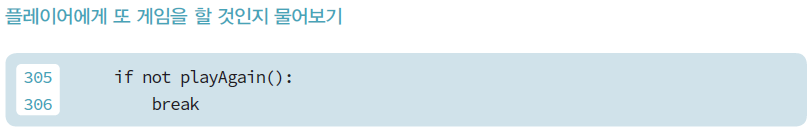 플레이어에게 또 게임을 할 것인지 물어보기
305 if not playAgain():
306 break